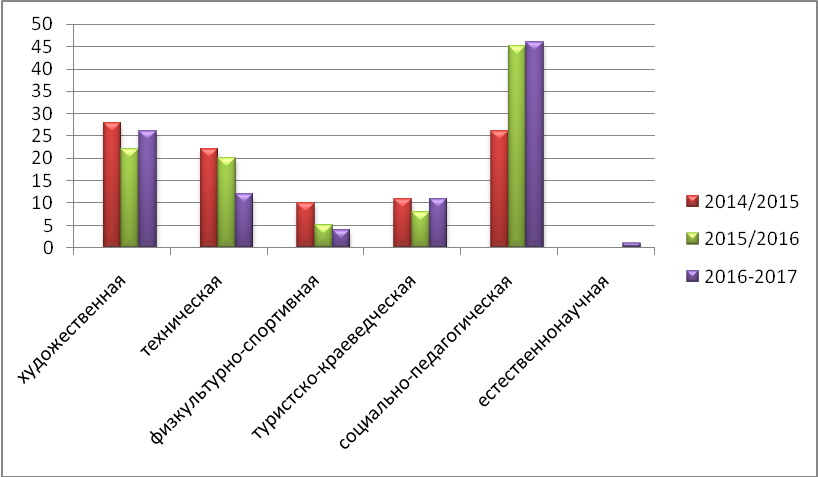 50
45
40
35
30
25
20
15
10
5
0
художественная
техническая
физкультурно-спортивная
туристско-краеведческая
социально-педагогическая
естественнонаучная
2014/2015
2015/2016
2016-2017